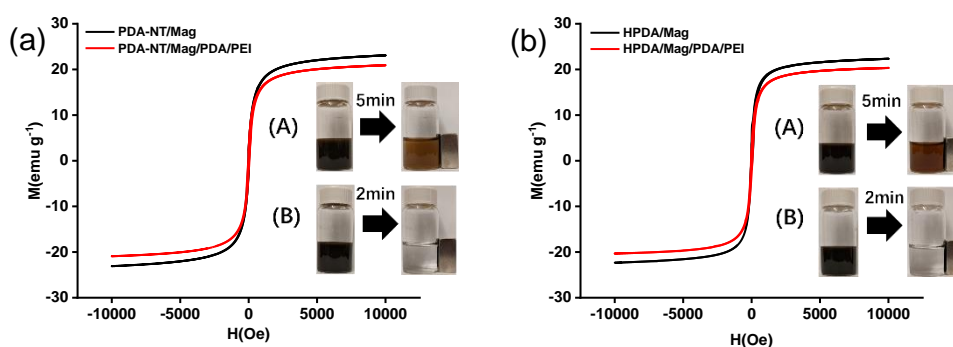 (a)
PDA-NT/Mag
PDA-NT/Mag/PDA/PEI
M(emu g⁻¹)
30
20
10
0
-10
-20
-30
(A)
5min
(B)
2min
-10000 -5000 0 5000 10000
H(Oe)
(b)
HPDA/Mag
HPDA/Mag/PDA/PEI
M(emu g⁻¹)
30
20
10
0
-10
-20
-30
(A)
5min
(B)
2min
-10000 -5000 0 5000 10000
H(Oe)